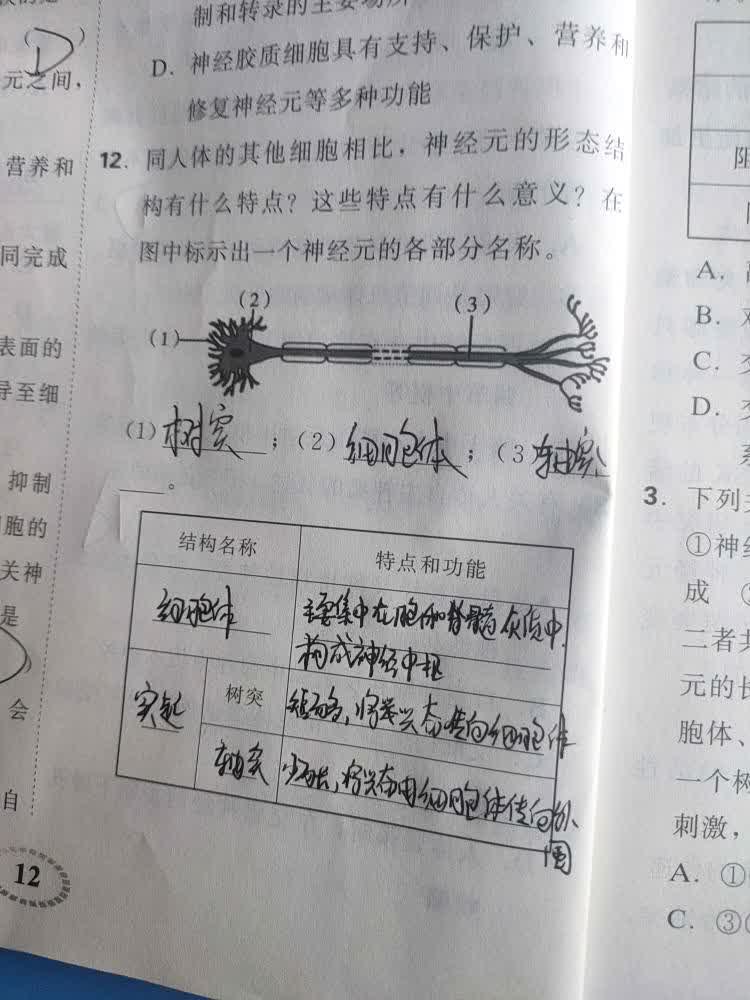 制和转录的主要场所
D. 神经胶质细胞具有支持、保护、营养和
修复神经元等多种功能
12. 同人体的其他细胞相比，神经元的形态结
构有什么特点？这些特点有什么意义？在
图中标示出一个神经元的各部分名称。
(2)
(3)
(1)
(1) 树突 ；(2) 细胞体 ；(3 轴突
。
结构名称 特点和功能
细胞体 主要集中在脑和脊髓灰质中，
构成神经中枢
突起 树突 短而多，将兴奋传向细胞体
轴突 少而长，将兴奋由细胞体传向外
围
12
(D)
元之间，
营养和
同完成
表面的
导至细
抑制
胞的
关神
是
会
自
阻
A.
B.
C.
D.
3. 下列
①神经
成
二者共
元的长
胞体、
一个树
刺激，
A. ①
C. ③